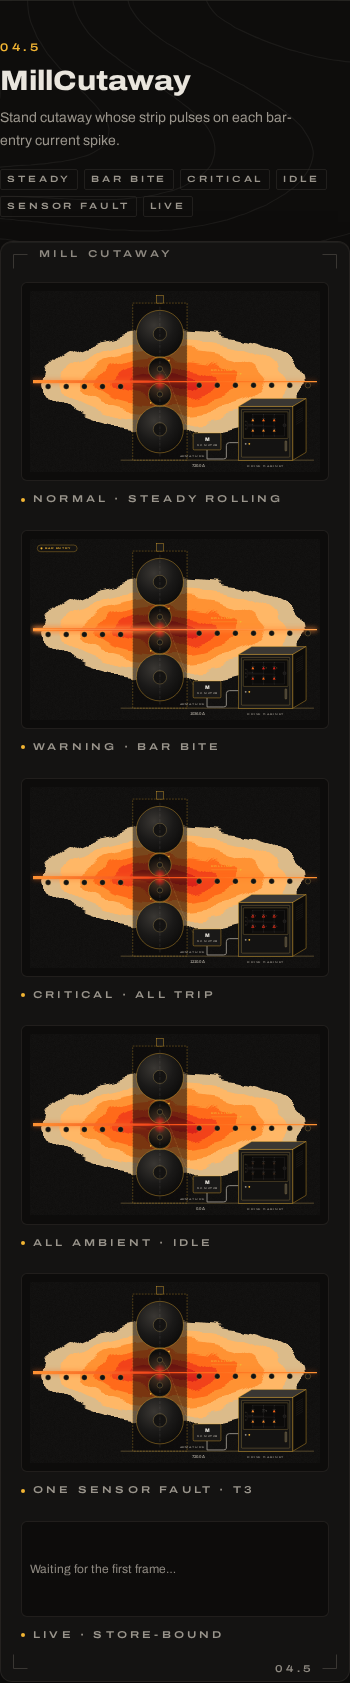 04.5
MillCutaway
Stand cutaway whose strip pulses on each bar-
entry current spike.
STEADY BAR BITE CRITICAL IDLE
SENSOR FAULT LIVE
MILL CUTAWAY
M
NORMAL · STEADY ROLLING
BAR ENTRY
M
WARNING · BAR BITE
M
CRITICAL · ALL TRIP
M
ALL AMBIENT · IDLE
M
ONE SENSOR FAULT · T3
Waiting for the first frame...
LIVE · STORE-BOUND
04.5